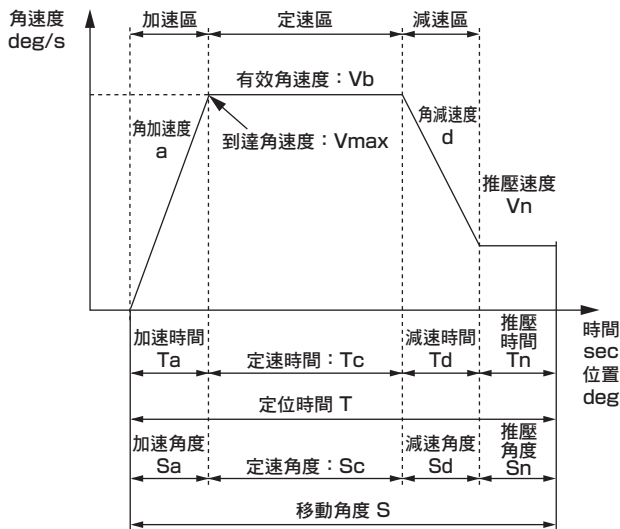 角速度
deg/s
加速區
定速區
減速區
有效角速度：Vb
角加速度
a
到達角速度：Vmax
角減速度
d
推壓速度
Vn
加速時間
Ta
定速時間：Tc
減速時間
Td
推壓
時間
Tn
時間
sec
位置
deg
定位時間 T
加速角度
Sa
定速角度：Sc
減速角度
Sd
推壓
角度
Sn
移動角度 S